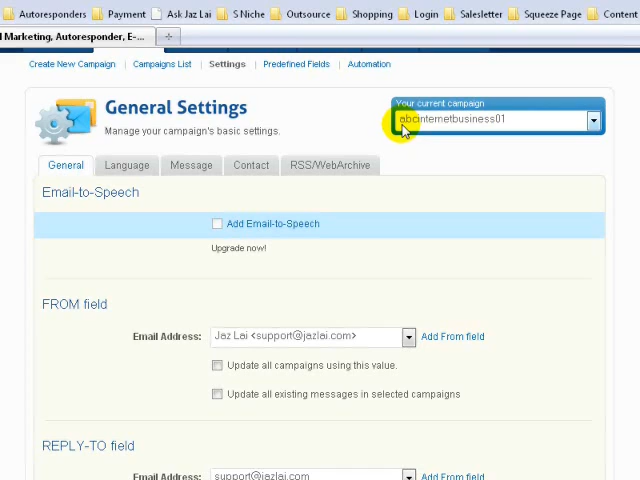 Autoresponders Payment Ask Jaz Lai S Niche Outsource Shopping Login Salesletter Squeeze Page Content
l Marketing, Autoresponder, E-...
Create New Campaign Campaigns List Settings Predefined Fields Automation
General Settings
Manage your campaign's basic settings.
Your current campaign
abcinternetbusiness01
General Language Message Contact RSS/WebArchive
Email-to-Speech
Add Email-to-Speech
Upgrade now!
FROM field
Email Address: Jaz Lai <support@jazlai.com> Add From field
Update all campaigns using this value.
Update all existing messages in selected campaigns
REPLY-TO field
Email Address: support@jazlai.com Add From field